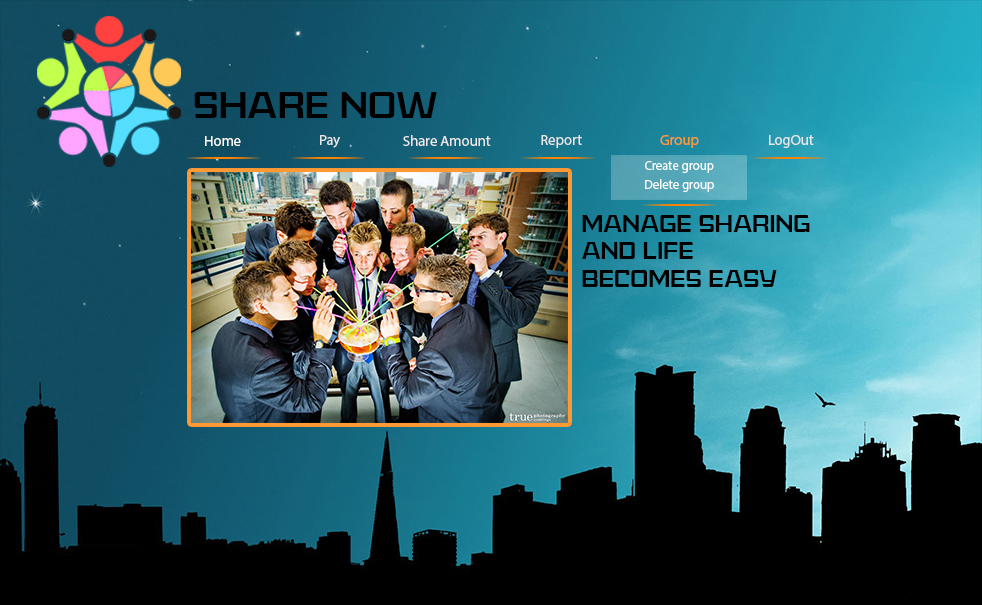 SHARE NOW
Home Pay Share Amount Report Group LogOut
Create group
Delete group
MANAGE SHARING
AND LIFE
BECOMES EASY
true photography